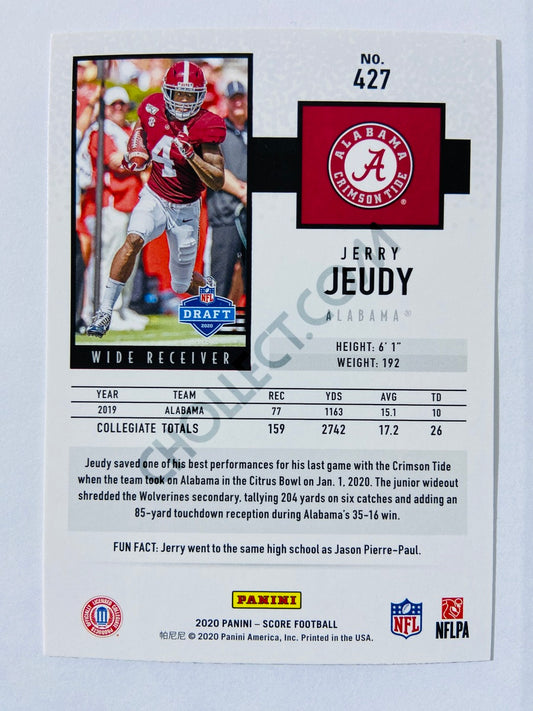 No.
427
ALABAMA
A
CRIMSON TIDE
®
4
NFL
DRAFT
2020
WIDE RECEIVER
JERRY
JEUDY
ALABAMA®
HEIGHT: 6' 1"
WEIGHT: 192
YEAR TEAM REC YDS AVG TD
2019 ALABAMA 77 1163 15.1 10
COLLEGIATE TOTALS 159 2742 17.2 26
Jeudy saved one of his best performances for his last game with the Crimson Tide
when the team took on Alabama in the Citrus Bowl on Jan. 1, 2020. The junior wideout
shredded the Wolverines secondary, tallying 204 yards on six catches and adding an
85-yard touchdown reception during Alabama's 35-16 win.
FUN FACT: Jerry went to the same high school as Jason Pierre-Paul.
CHOLLECT.COM
PANINI
2020 PANINI – SCORE FOOTBALL
帕尼尼 © 2020 Panini America, Inc. Printed in the USA.
OFFICIALLY LICENSED COLLEGIATE PRODUCTS
NFL
NFLPA